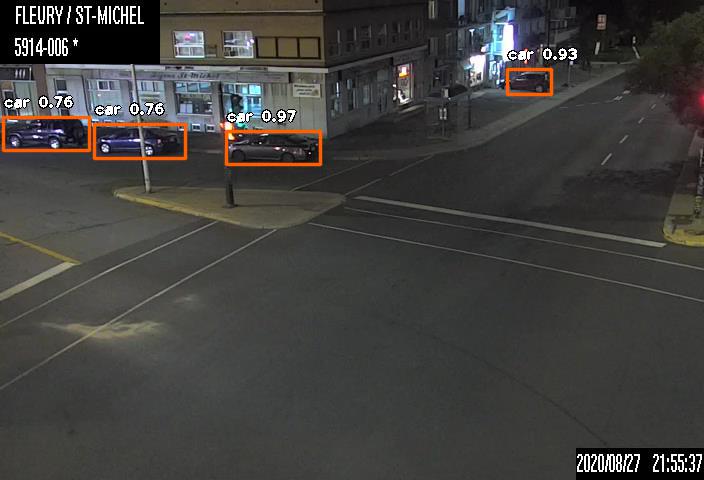 FLEURY / ST-MICHEL
5914-006 *
car 0.93
car 0.76
car 0.76
car 0.97
2020/08/27 21:55:37